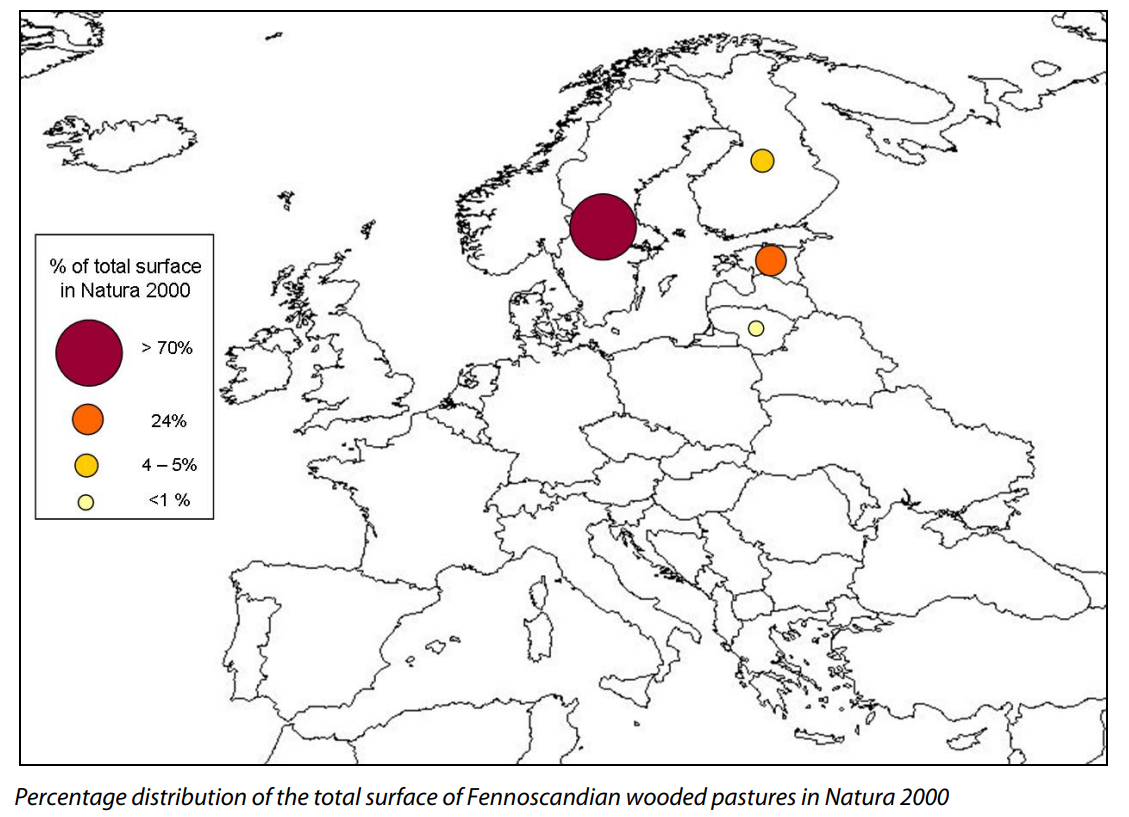 % of total surface
in Natura 2000
> 70%
24%
4 – 5%
<1 %
Percentage distribution of the total surface of Fennoscandian wooded pastures in Natura 2000